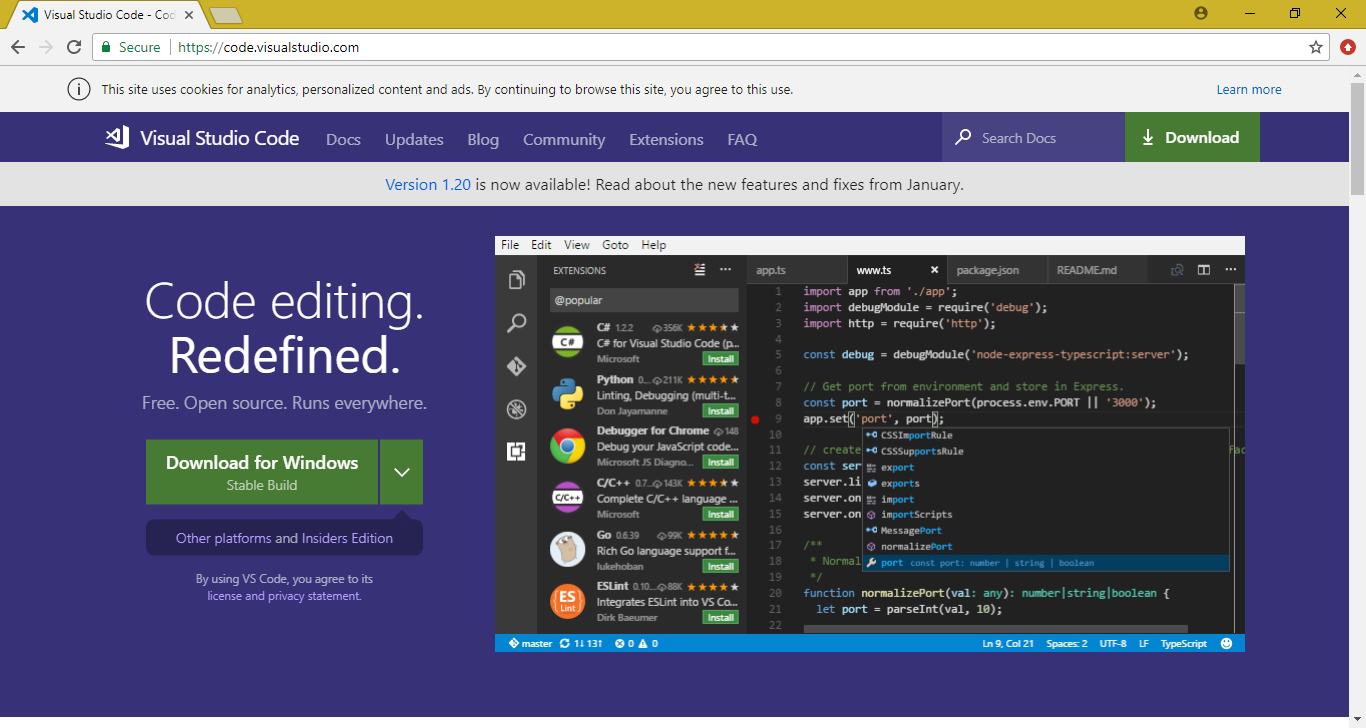 Visual Studio Code - Cod
Secure https://code.visualstudio.com
This site uses cookies for analytics, personalized content and ads. By continuing to browse this site, you agree to this use.
Learn more
Visual Studio Code Docs Updates Blog Community Extensions FAQ Search Docs Download
Version 1.20 is now available! Read about the new features and fixes from January.
Code editing.
Redefined.
Free. Open source. Runs everywhere.
Download for Windows
Stable Build
Other platforms and Insiders Edition
By using VS Code, you agree to its
license and privacy statement.
File Edit View Goto Help
EXTENSIONS
@popular
C# 1.2.2 356K
C# for Visual Studio Code (p...
Microsoft Install
Python 0... 211K
Linting, Debugging (multi-t...
Don Jayamanne Install
Debugger for Chrome 148
Debug your JavaScript code...
Microsoft JS Diagno... Install
C/C++ 0.7... 143K
Complete C/C++ language ...
Microsoft Install
Go 0.6.39 99K
Rich Go language support f...
lukehoban Install
ESLint 0.10... 88K
Integrates ESLint into VS Co...
Dirk Baeumer Install
app.ts www.ts package.json README.md
1 import app from './app';
2 import debugModule = require('debug');
3 import http = require('http');
4
5 const debug = debugModule('node-express-typescript:server');
6
7 // Get port from environment and store in Express.
8 const port = normalizePort(process.env.PORT || '3000');
9 app.set('port', port);
10
11 // create
12 const ser
13 server.li
14 server.on
15 server.on
16
17 /**
18 * Normal
19 */
20 function normalizePort(val: any): number|string|boolean {
21 let port = parseInt(val, 10);
22
CSSImportRule
CSSSupportsRule
export
exports
import
importScripts
MessagePort
normalizePort
port const port: number | string | boolean
master 1↓ 13↑ 0 0
Ln 9, Col 21 Spaces: 2 UTF-8 LF TypeScript